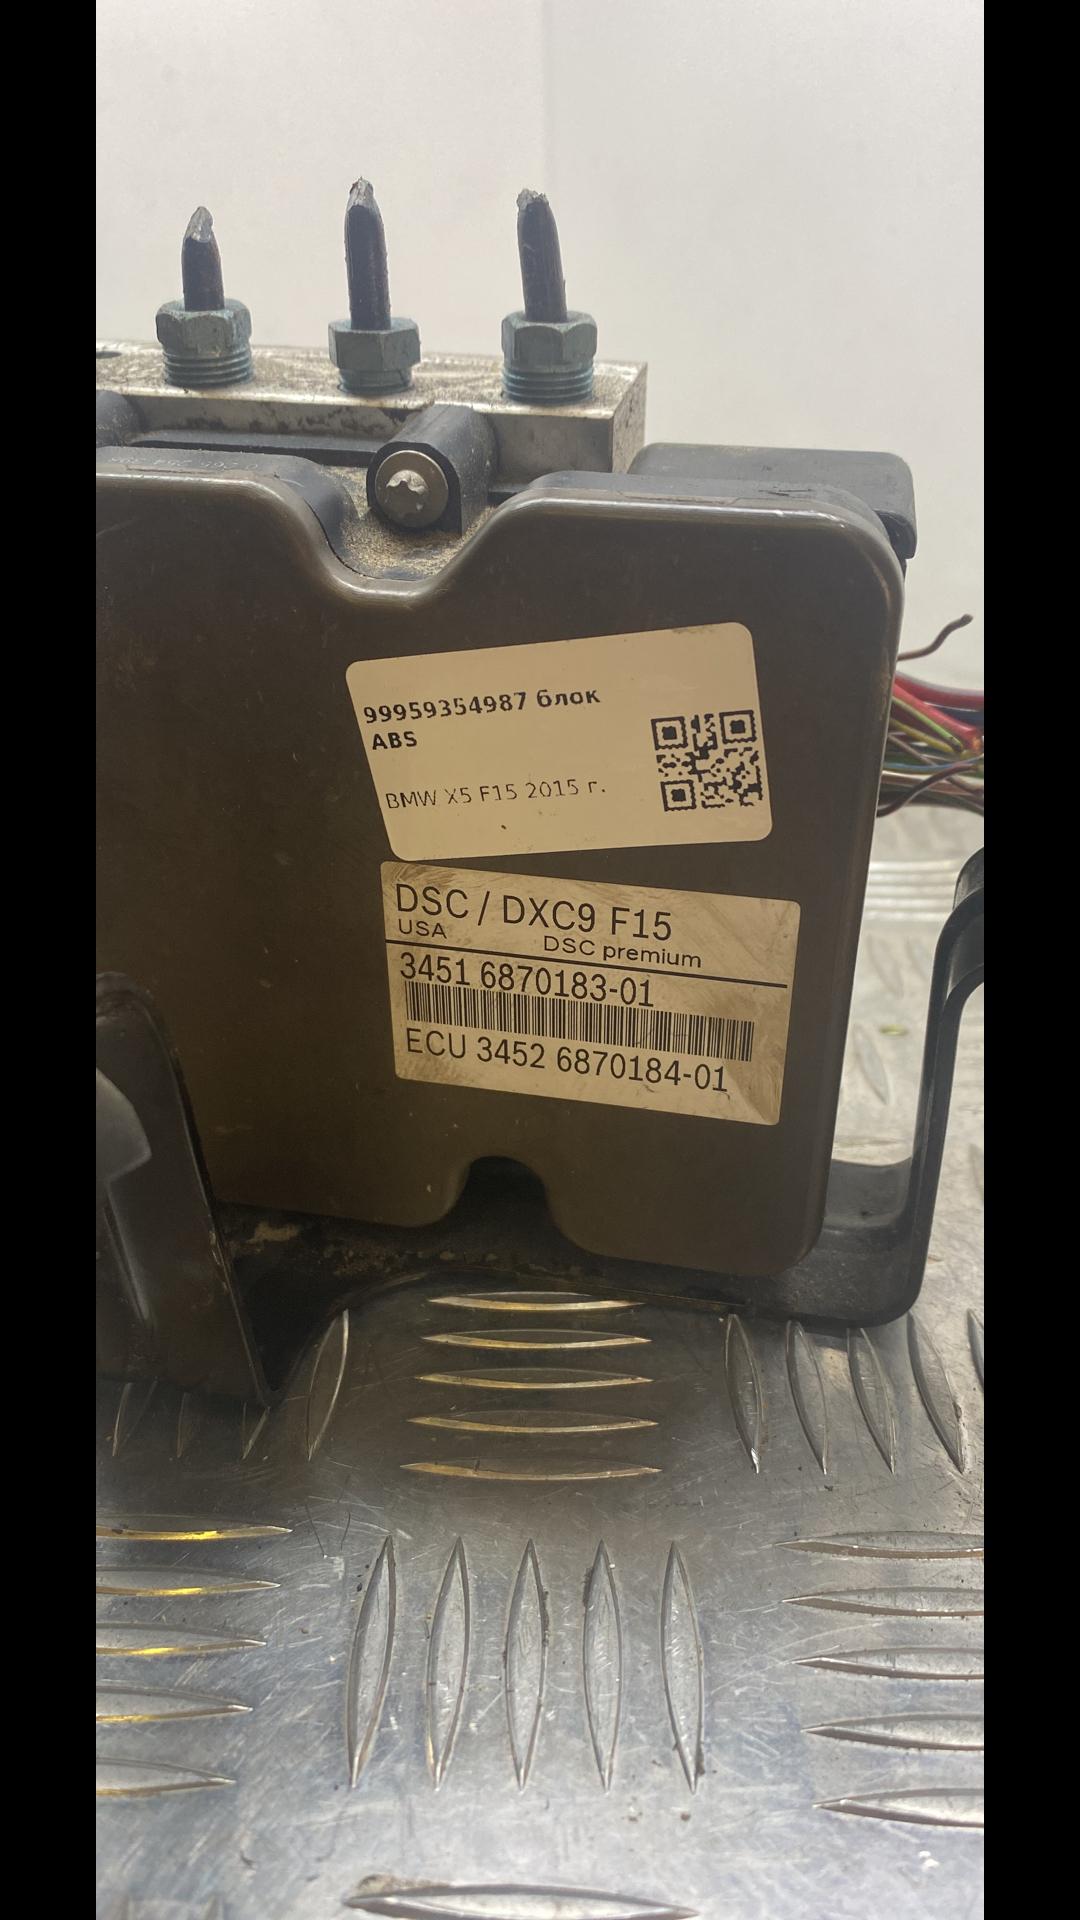 99959354987 блок
ABS
BMW X5 F15 2015 г.
DSC / DXC9 F15
USA DSC premium
3451 6870183-01
ECU 3452 6870184-01